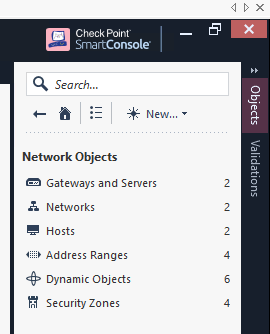 Check Point
SmartConsole
Search...
New...
Objects
Validations
Network Objects
Gateways and Servers 2
Networks 2
Hosts 2
Address Ranges 4
Dynamic Objects 6
Security Zones 4